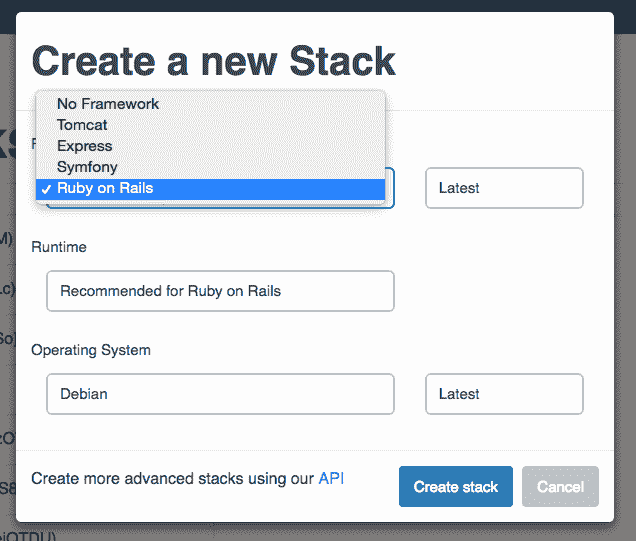 Create a new Stack
No Framework
Tomcat
Express
Symfony
✓ Ruby on Rails
Latest
Runtime
Recommended for Ruby on Rails
Operating System
Debian
Latest
Create more advanced stacks using our API
Create stack
Cancel